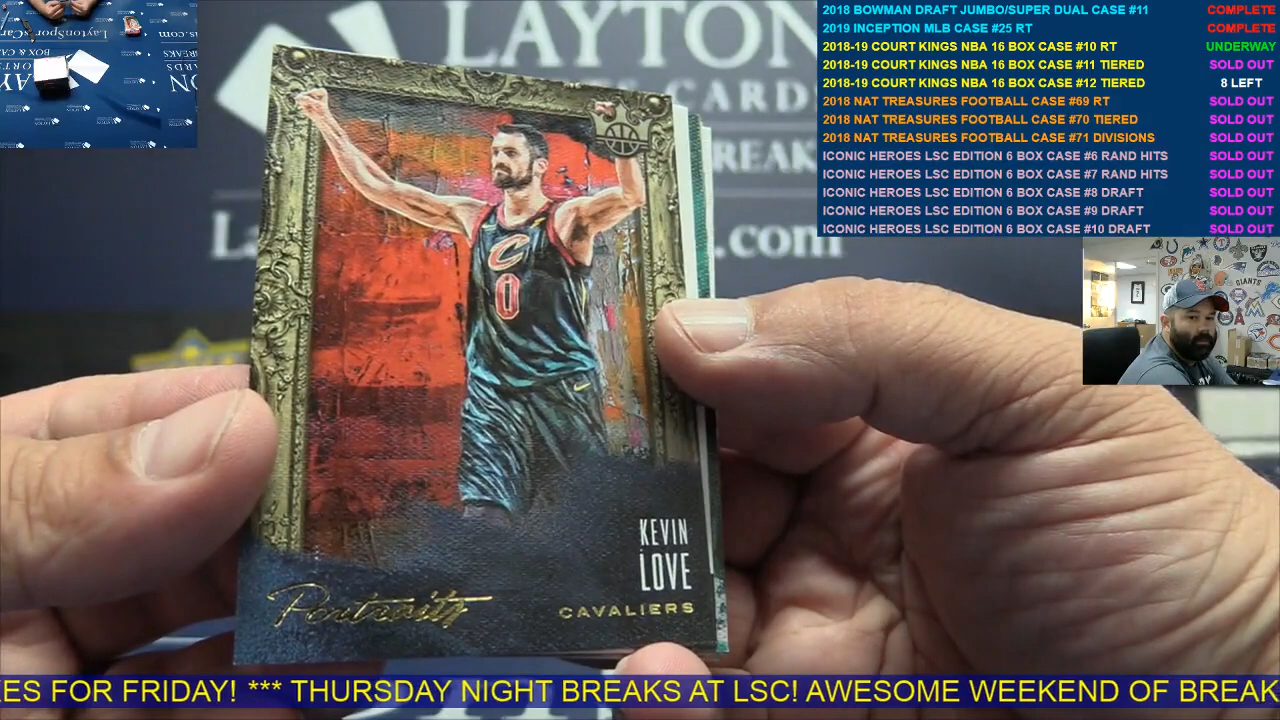 2018 BOWMAN DRAFT JUMBO/SUPER DUAL CASE #11 COMPLETE
2019 INCEPTION MLB CASE #25 RT COMPLETE
2018-19 COURT KINGS NBA 16 BOX CASE #10 RT UNDERWAY
2018-19 COURT KINGS NBA 16 BOX CASE #11 TIERED SOLD OUT
2018-19 COURT KINGS NBA 16 BOX CASE #12 TIERED 8 LEFT
2018 NAT TREASURES FOOTBALL CASE #69 RT SOLD OUT
2018 NAT TREASURES FOOTBALL CASE #70 TIERED SOLD OUT
2018 NAT TREASURES FOOTBALL CASE #71 DIVISIONS SOLD OUT
ICONIC HEROES LSC EDITION 6 BOX CASE #6 RAND HITS SOLD OUT
ICONIC HEROES LSC EDITION 6 BOX CASE #7 RAND HITS SOLD OUT
ICONIC HEROES LSC EDITION 6 BOX CASE #8 DRAFT SOLD OUT
ICONIC HEROES LSC EDITION 6 BOX CASE #9 DRAFT SOLD OUT
ICONIC HEROES LSC EDITION 6 BOX CASE #10 DRAFT SOLD OUT
LAYTON
CARDS
BREAK
La
.com
C
0
KEVIN
LOVE
Portraits
CAVALIERS
GIANTS
ES FOR FRIDAY! *** THURSDAY NIGHT BREAKS AT LSC! AWESOME WEEKEND OF BREAK